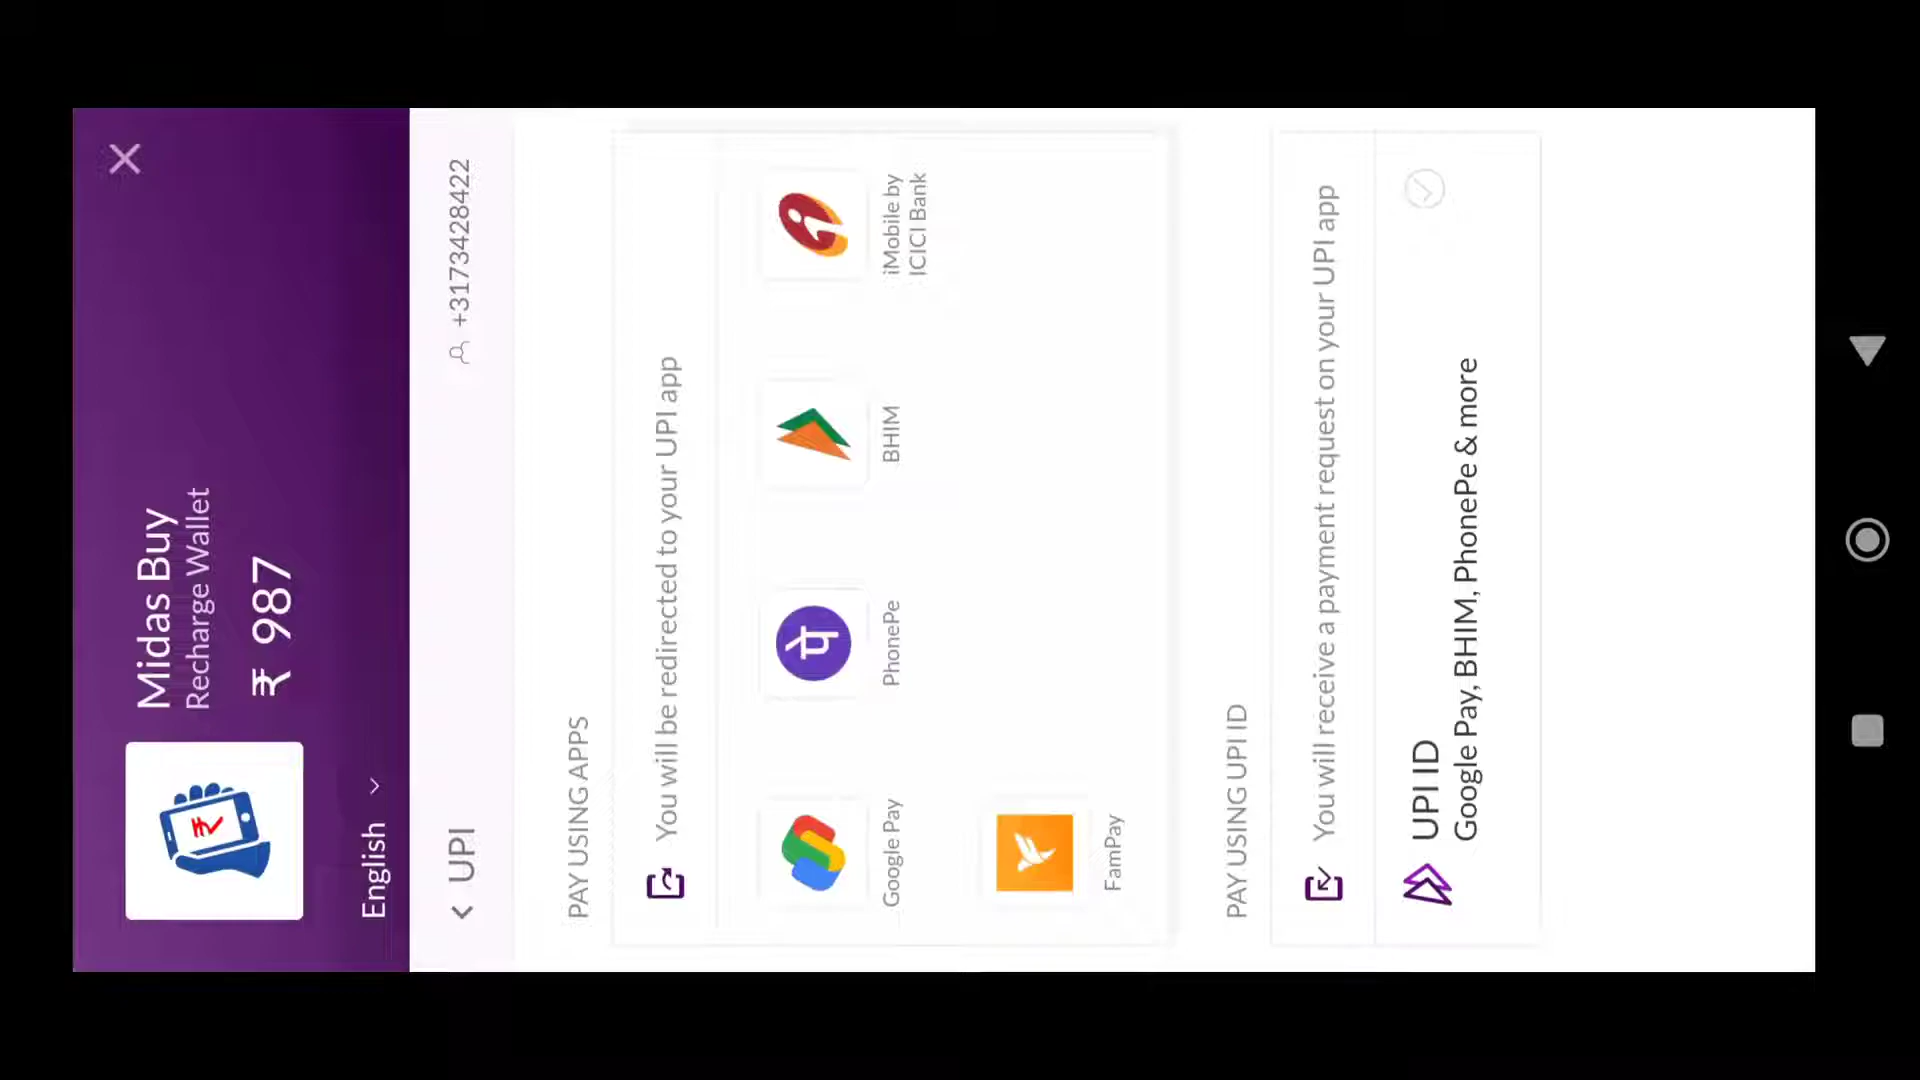 Midas Buy
Recharge Wallet
₹ 987
English
UPI
+3173428422
PAY USING APPS
You will be redirected to your UPI app
Google Pay
PhonePe
BHIM
iMobile by
ICICI Bank
FamPay
PAY USING UPI ID
You will receive a payment request on your UPI app
UPI ID
Google Pay, BHIM, PhonePe & more